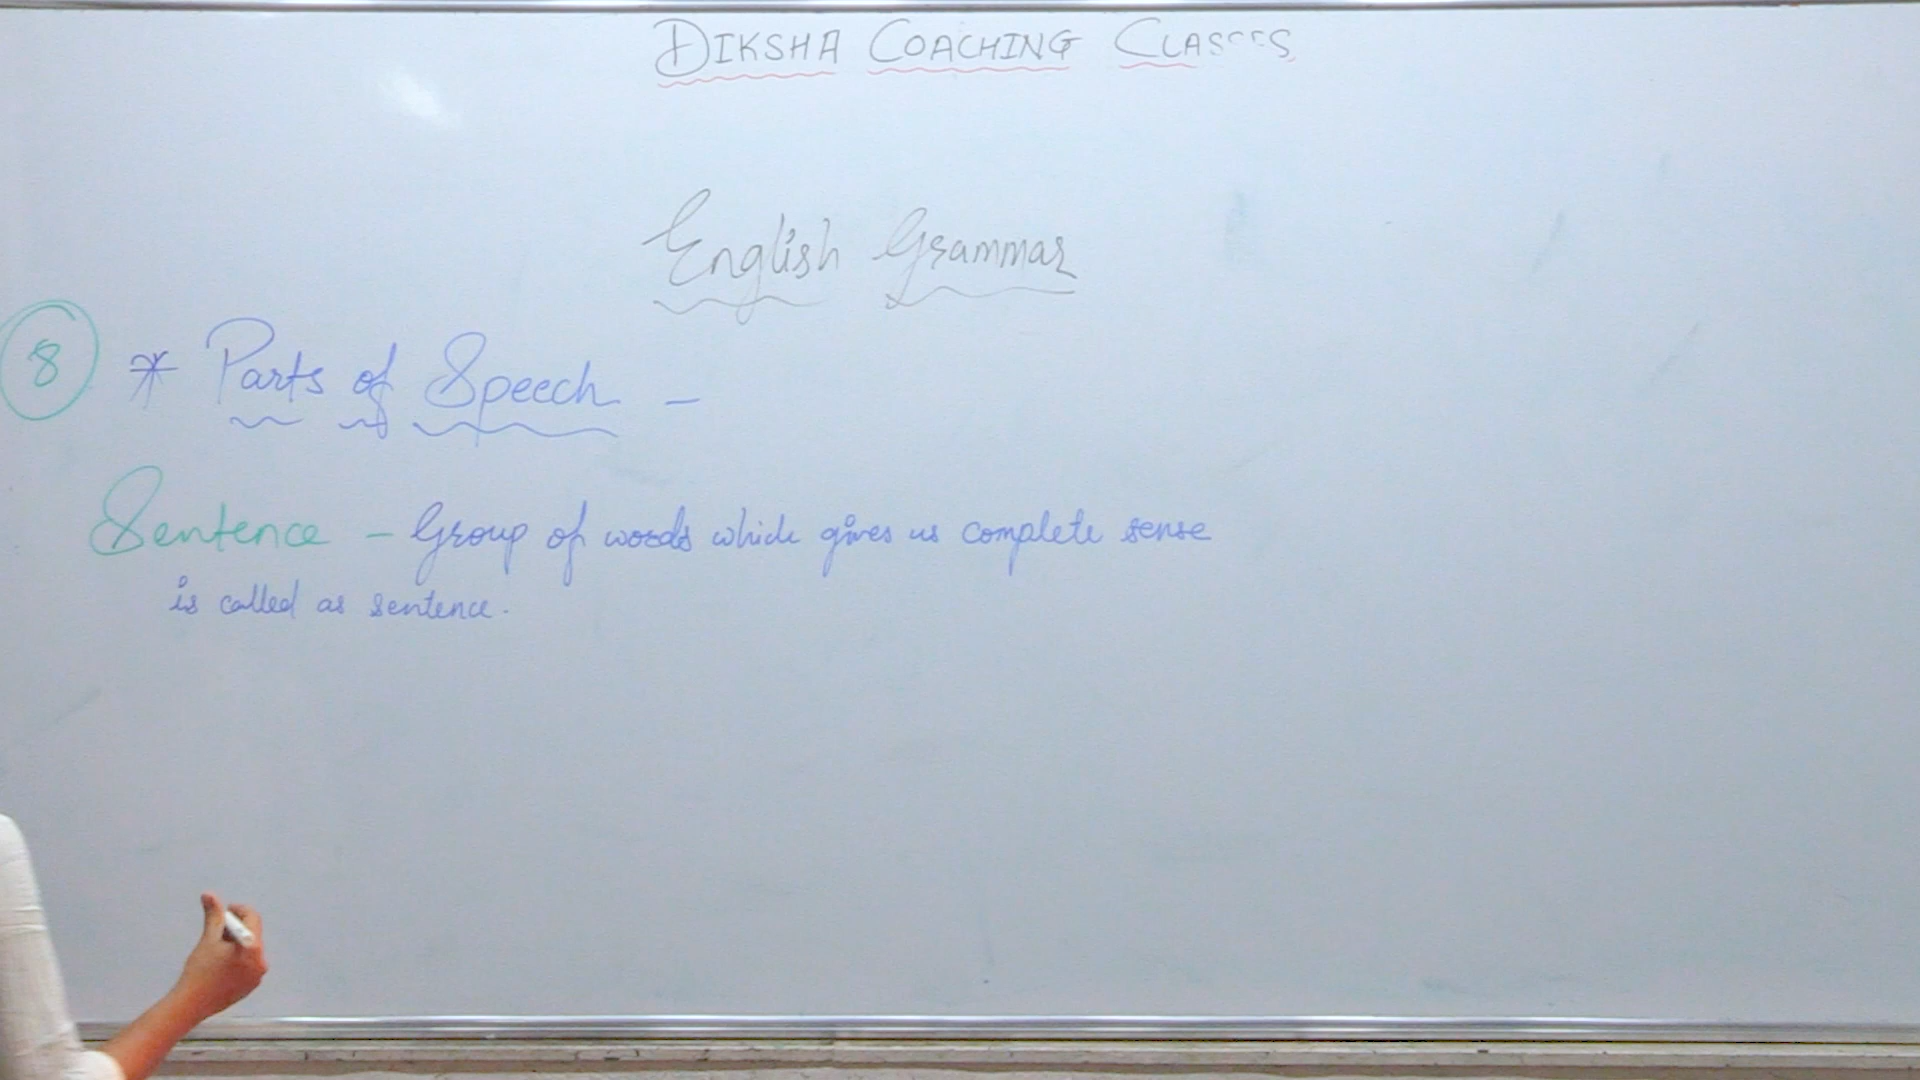 DIKSHA COACHING CLASSES
English Grammar
8 * Parts of Speech -
Sentence - Group of words which gives us complete sense
is called as sentence.